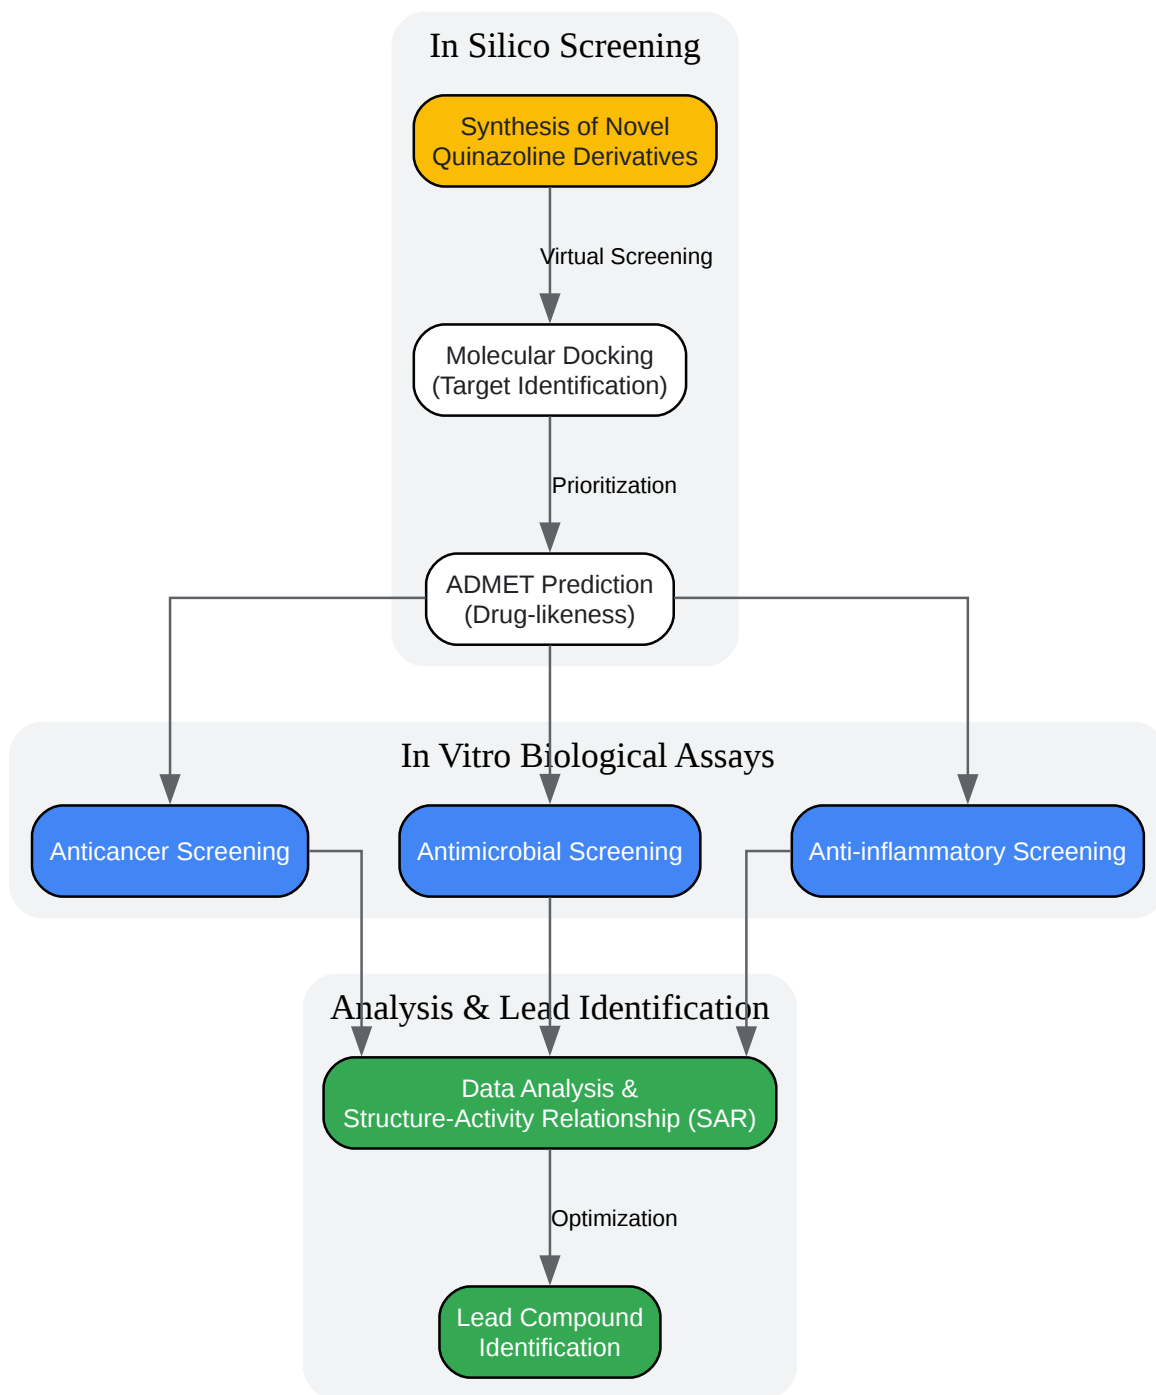 In Silico Screening
Synthesis of Novel
Quinazoline Derivatives
Virtual Screening
Molecular Docking
(Target Identification)
Prioritization
ADMET Prediction
(Drug-likeness)
In Vitro Biological Assays
Anticancer Screening
Antimicrobial Screening
Anti-inflammatory Screening
Analysis & Lead Identification
Data Analysis &
Structure-Activity Relationship (SAR)
Optimization
Lead Compound
Identification